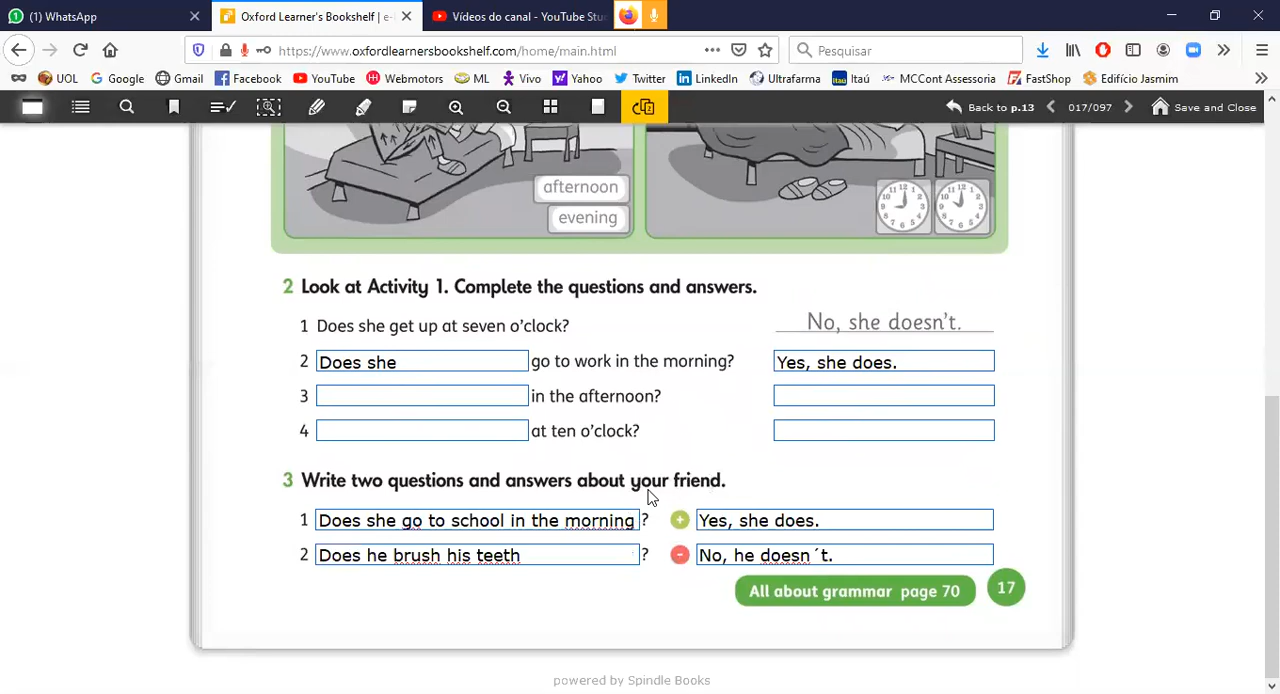 (1) WhatsApp
Oxford Learner's Bookshelf | e-
Vídeos do canal - YouTube Stu
https://www.oxfordlearnersbookshelf.com/home/main.html
Pesquisar
UOL Google Gmail Facebook YouTube Webmotors ML Vivo Yahoo Twitter LinkedIn Ultrafarma Itaú MCCont Assessoria FastShop Edifício Jasmim
Back to p.13 017/097 Save and Close
afternoon
evening
2 Look at Activity 1. Complete the questions and answers.
1 Does she get up at seven o'clock? No, she doesn't.
2 Does she go to work in the morning? Yes, she does.
3 in the afternoon?
4 at ten o'clock?
3 Write two questions and answers about your friend.
1 Does she go to school in the morning ? + Yes, she does.
2 Does he brush his teeth ? - No, he doesn´t.
All about grammar page 70 17
powered by Spindle Books